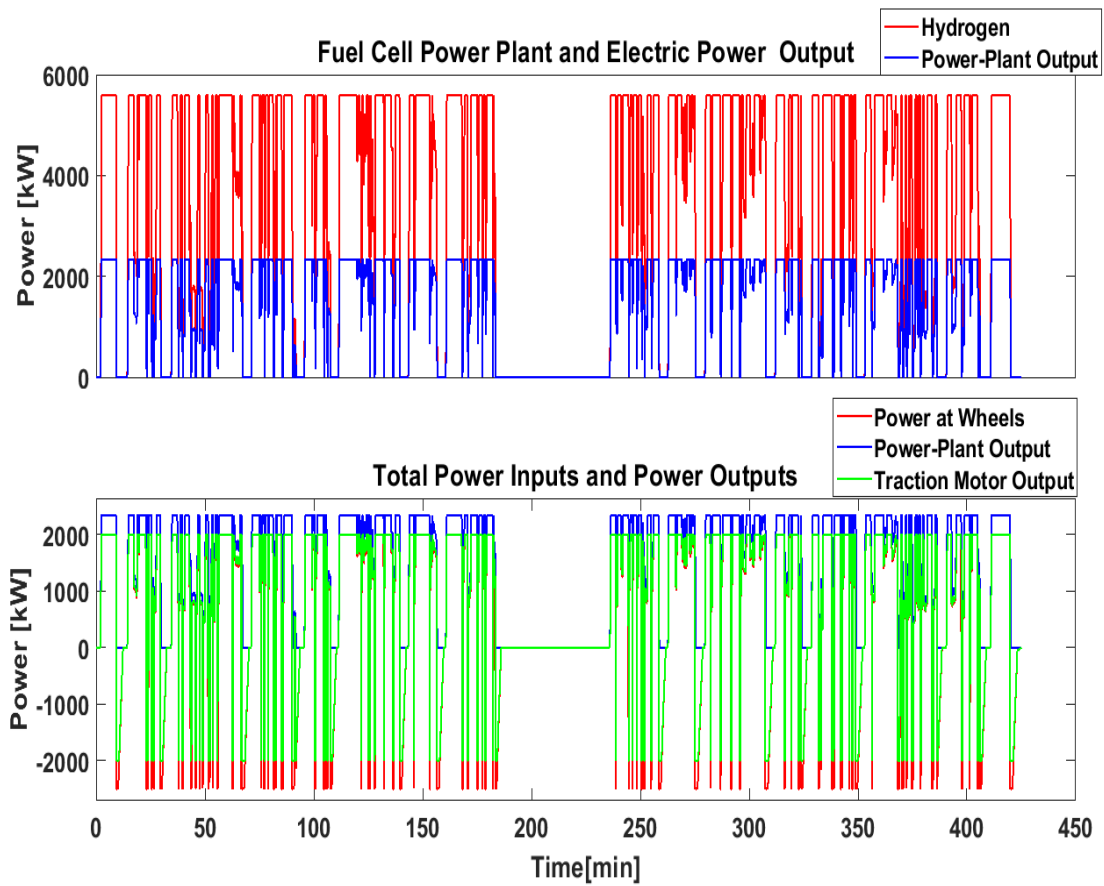 Hydrogen
Power-Plant Output
Fuel Cell Power Plant and Electric Power  Output
6000
4000
2000
0
Power [kW]
Power at Wheels
Power-Plant Output
Traction Motor Output
Total Power Inputs and Power Outputs
2000
1000
0
-1000
-2000
Power [kW]
0 50 100 150 200 250 300 350 400 450
Time[min]